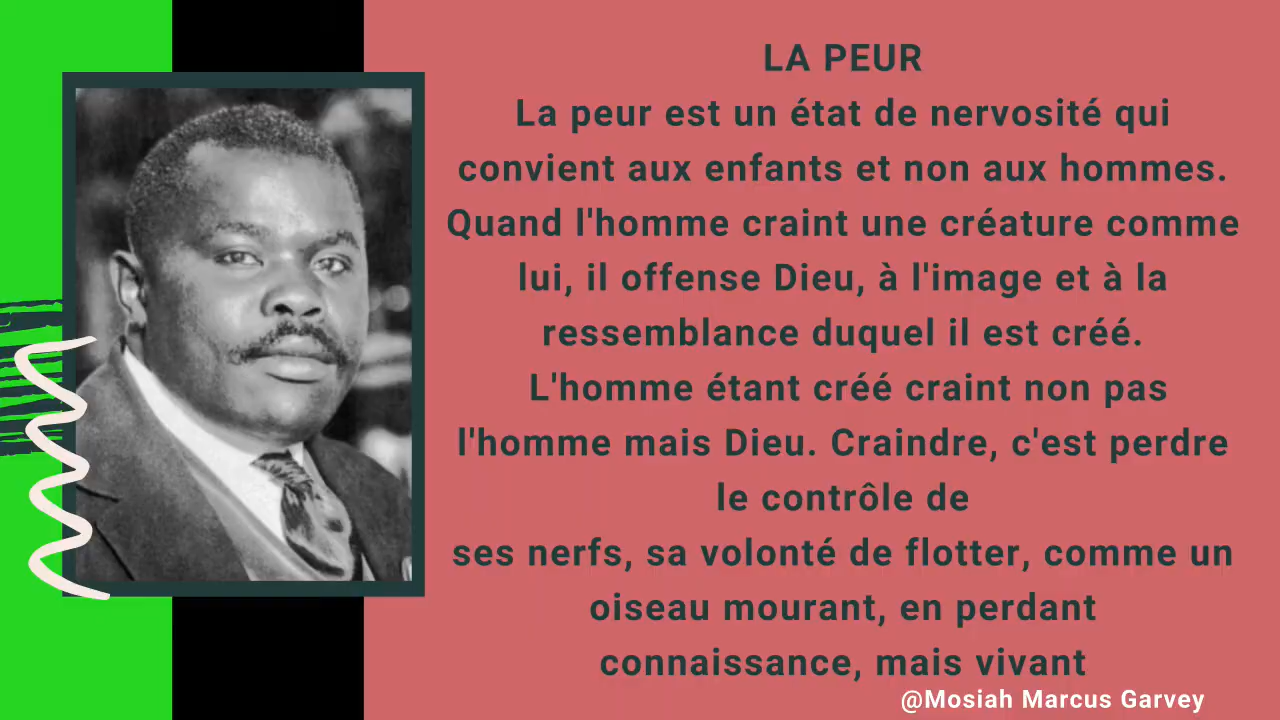 LA PEUR
La peur est un état de nervosité qui
convient aux enfants et non aux hommes.
Quand l'homme craint une créature comme
lui, il offense Dieu, à l'image et à la
ressemblance duquel il est créé.
L'homme étant créé craint non pas
l'homme mais Dieu. Craindre, c'est perdre
le contrôle de
ses nerfs, sa volonté de flotter, comme un
oiseau mourant, en perdant
connaissance, mais vivant
@Mosiah Marcus Garvey